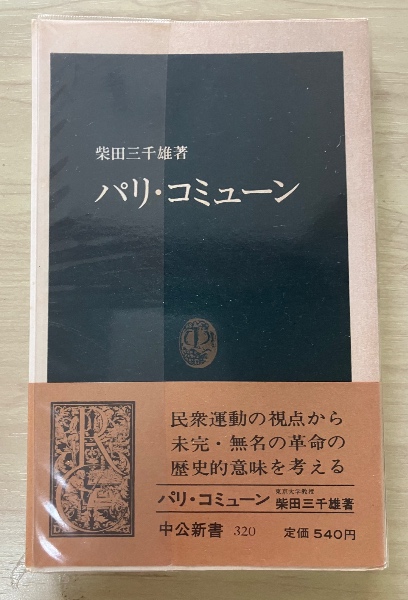 柴田三千雄著
パリ・コミューン
民衆運動の視点から
未完・無名の革命の
歴史的意味を考える
パリ・コミューン 東京大学教授 柴田三千雄著
中公新書 320 定価 540円